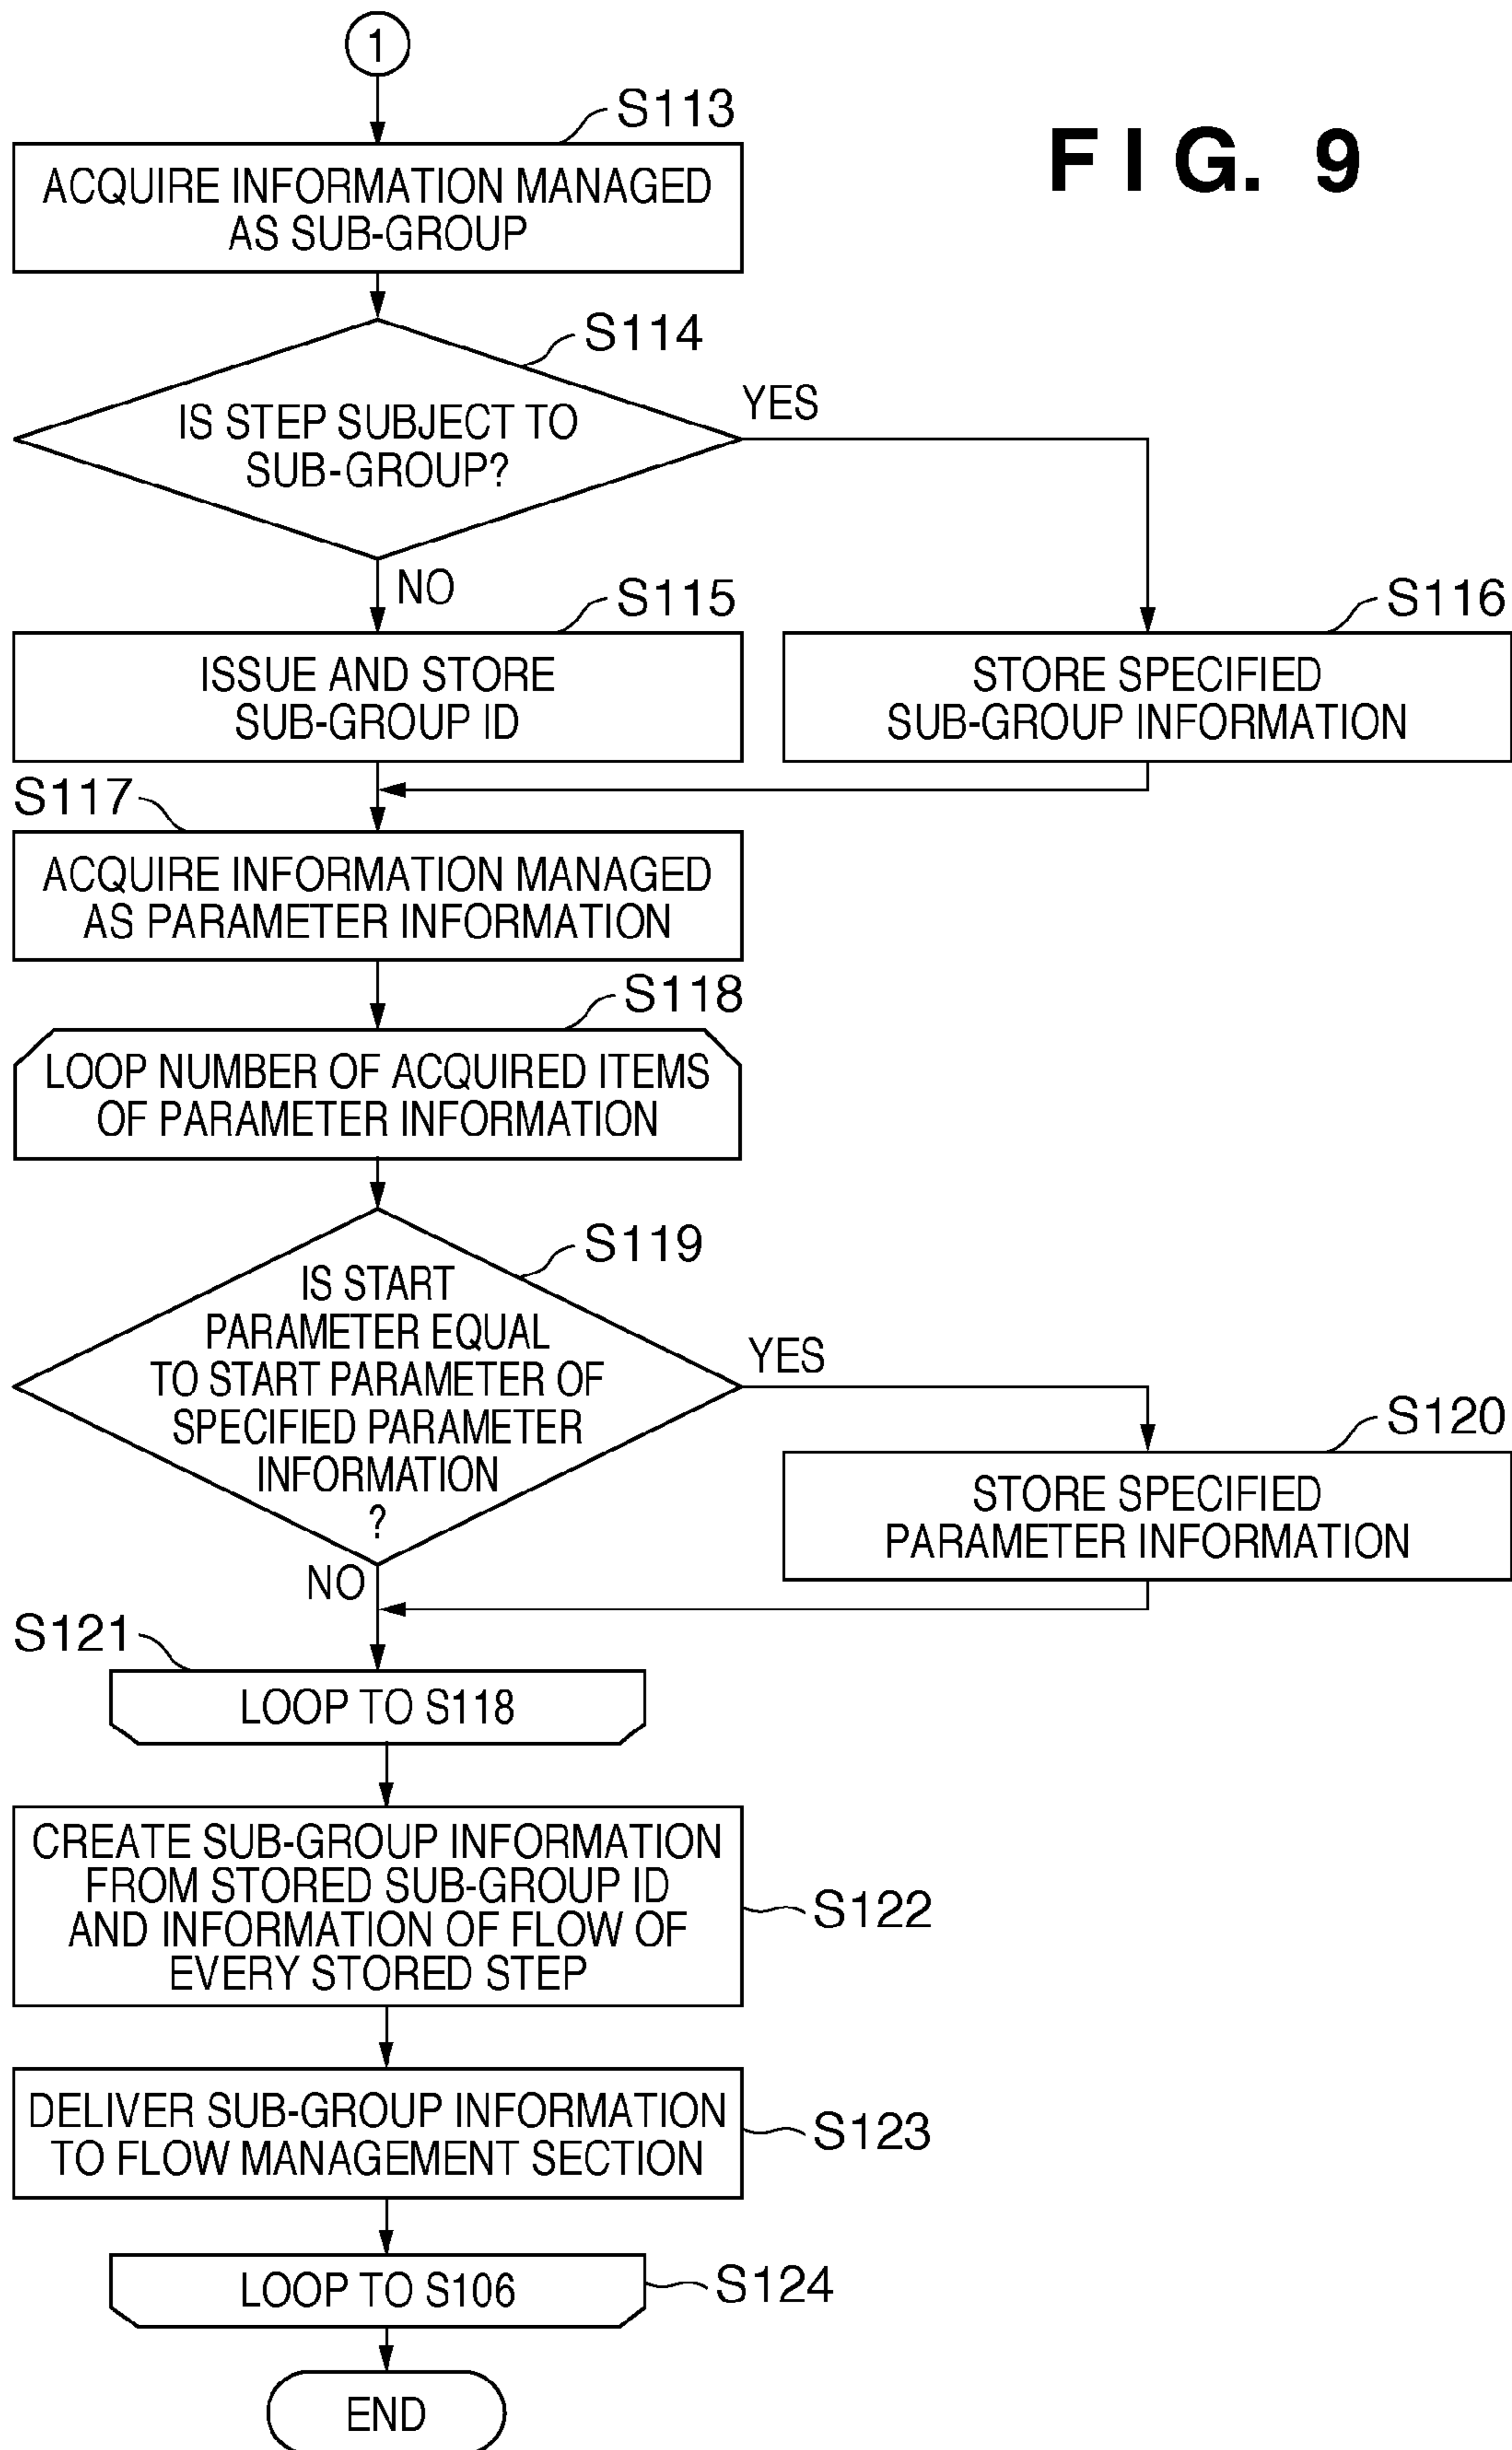 1
S113
FIG. 9
ACQUIRE INFORMATION MANAGED
AS SUB-GROUP
S114
IS STEP SUBJECT TO
SUB-GROUP?
YES
NO
S115
S116
ISSUE AND STORE
SUB-GROUP ID
STORE SPECIFIED
SUB-GROUP INFORMATION
S117
ACQUIRE INFORMATION MANAGED
AS PARAMETER INFORMATION
S118
LOOP NUMBER OF ACQUIRED ITEMS
OF PARAMETER INFORMATION
S119
IS START
PARAMETER EQUAL
TO START PARAMETER OF
SPECIFIED PARAMETER
INFORMATION
?
YES
NO
S120
STORE SPECIFIED
PARAMETER INFORMATION
S121
LOOP TO S118
CREATE SUB-GROUP INFORMATION
FROM STORED SUB-GROUP ID
AND INFORMATION OF FLOW OF
EVERY STORED STEP
S122
DELIVER SUB-GROUP INFORMATION
TO FLOW MANAGEMENT SECTION
S123
LOOP TO S106
S124
END